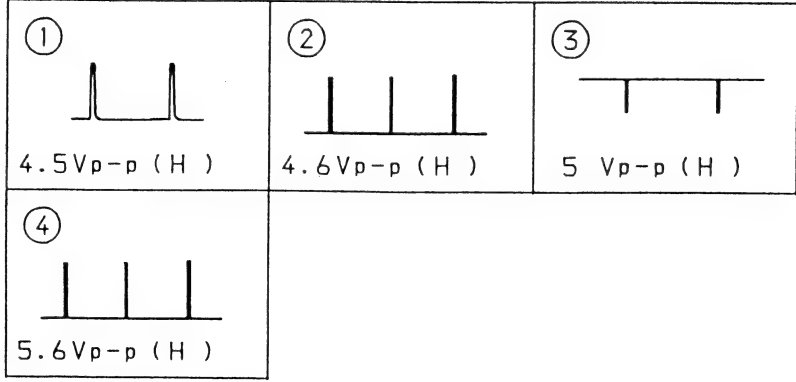 ①
4.5Vp-p (H )
②
4.6Vp-p (H )
③
5 Vp-p (H )
④
5.6Vp-p (H )